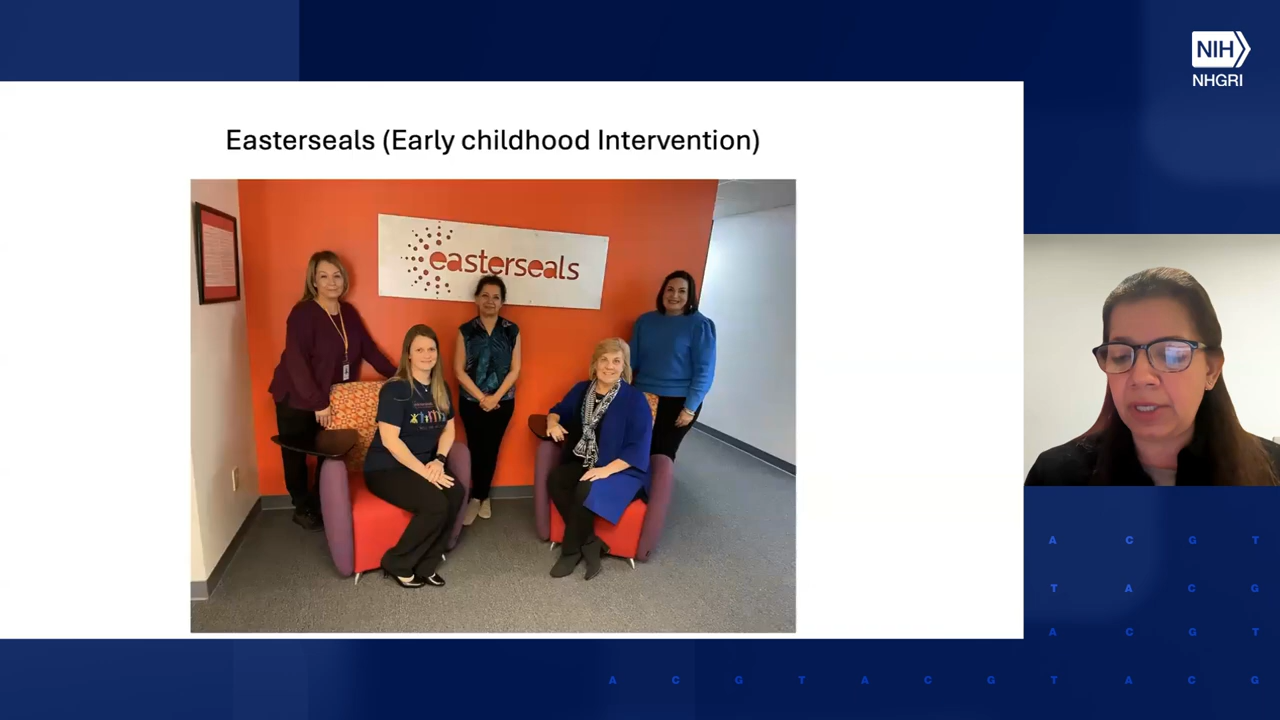 NIH
NHGRI
Easterseals (Early childhood Intervention)
easterseals
A C G T
T A C G
A C G T
A C G T A C G T A C G